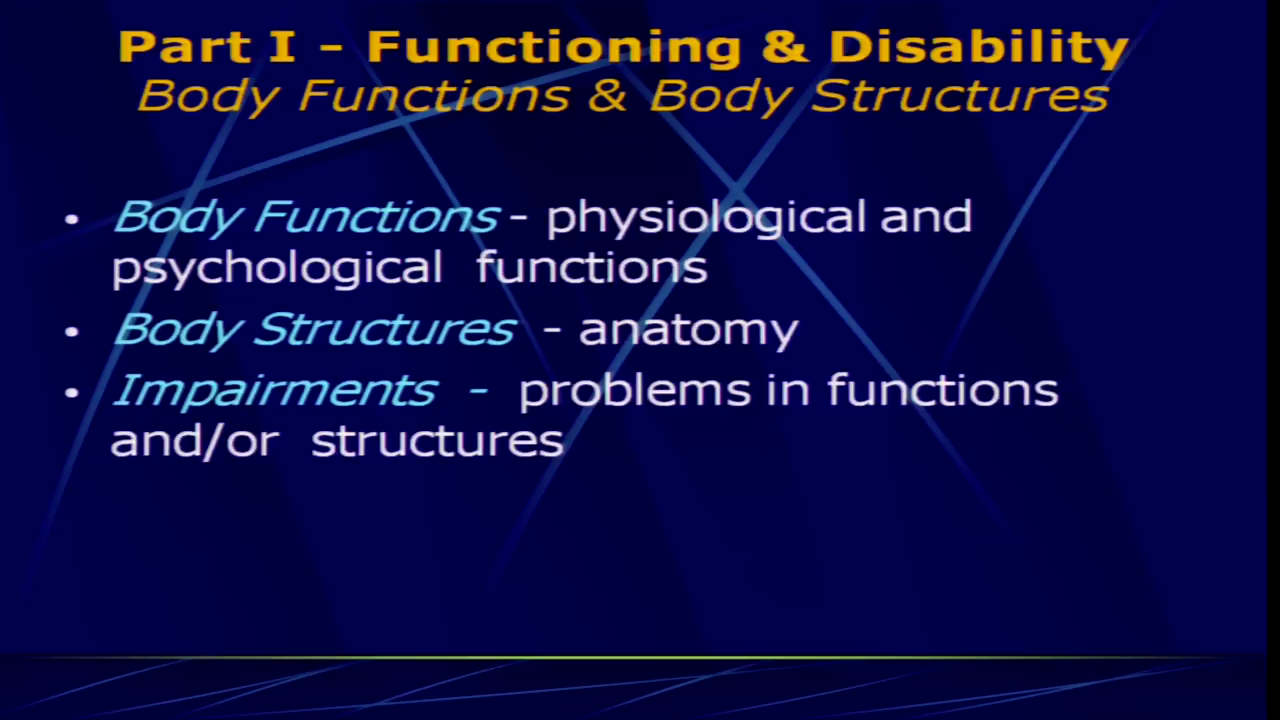 Part I – Functioning & Disability
Body Functions & Body Structures
• Body Functions - physiological and
psychological functions
• Body Structures - anatomy
• Impairments - problems in functions
and/or structures